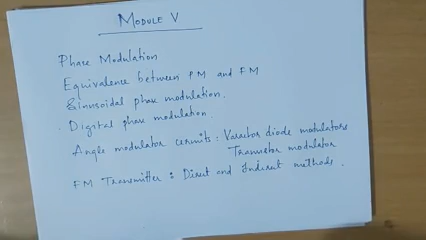 MODULE V
Phase Modulation
Equivalence between PM and FM
Sinusoidal phase modulation.
Digital phase modulation.
Angle modulator circuits : Varactor diode modulators
Transistor modulator
FM Transmitter : Direct and Indirect methods.